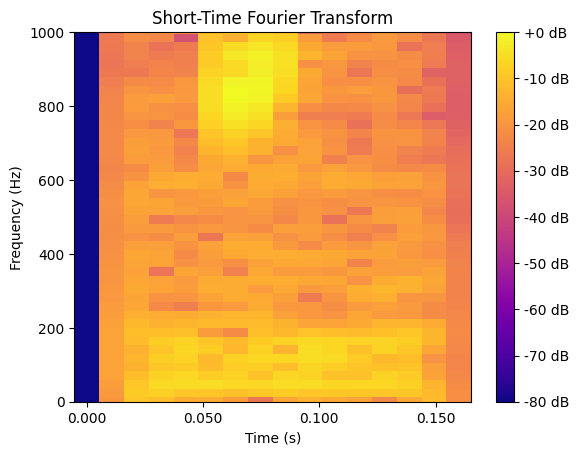 Short-Time Fourier Transform
1000
800
600
400
200
0
Frequency (Hz)
0.000
0.050
0.100
0.150
Time (s)
+0 dB
-10 dB
-20 dB
-30 dB
-40 dB
-50 dB
-60 dB
-70 dB
-80 dB